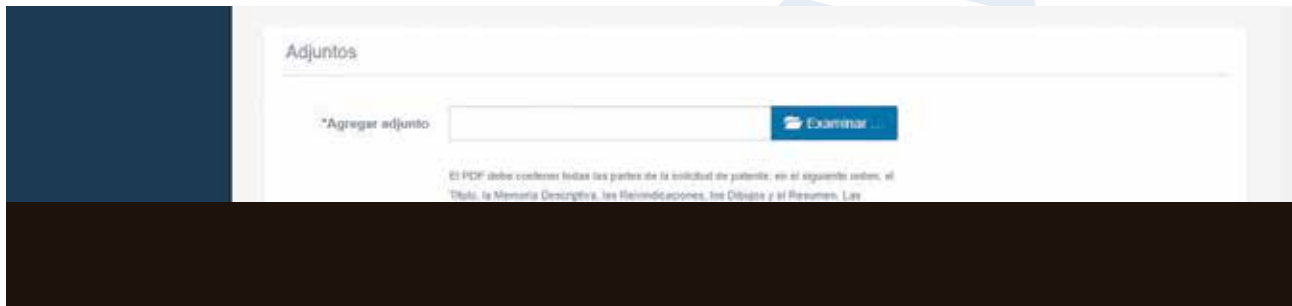 Adjuntos
*Agregar adjunto
Examinar ...
El PDF debe contener todas las partes de la solicitud de patente, en el siguiente orden, el
Título, la Memoria Descriptiva, las Reivindicaciones, los Dibujos y el Resumen. Las